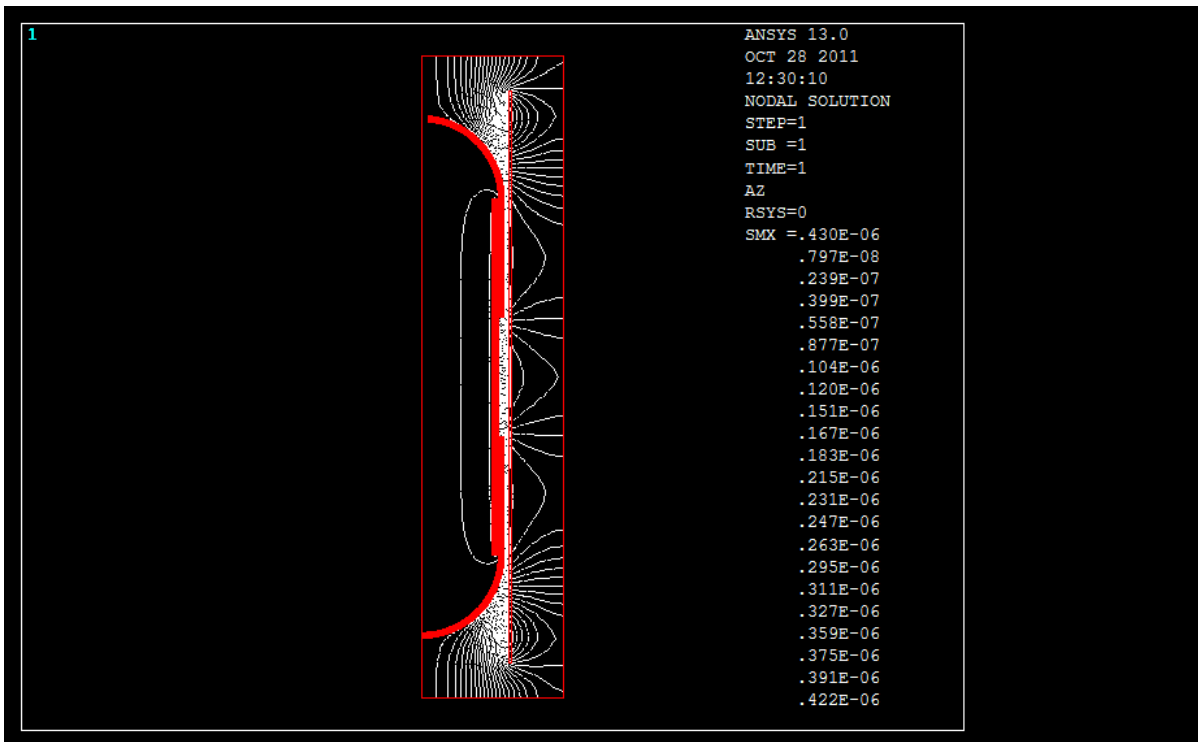 1
ANSYS 13.0
OCT 28 2011
12:30:10
NODAL SOLUTION
STEP=1
SUB =1
TIME=1
AZ
RSYS=0
SMX =.430E-06
.797E-08
.239E-07
.399E-07
.558E-07
.877E-07
.104E-06
.120E-06
.151E-06
.167E-06
.183E-06
.215E-06
.231E-06
.247E-06
.263E-06
.295E-06
.311E-06
.327E-06
.359E-06
.375E-06
.391E-06
.422E-06